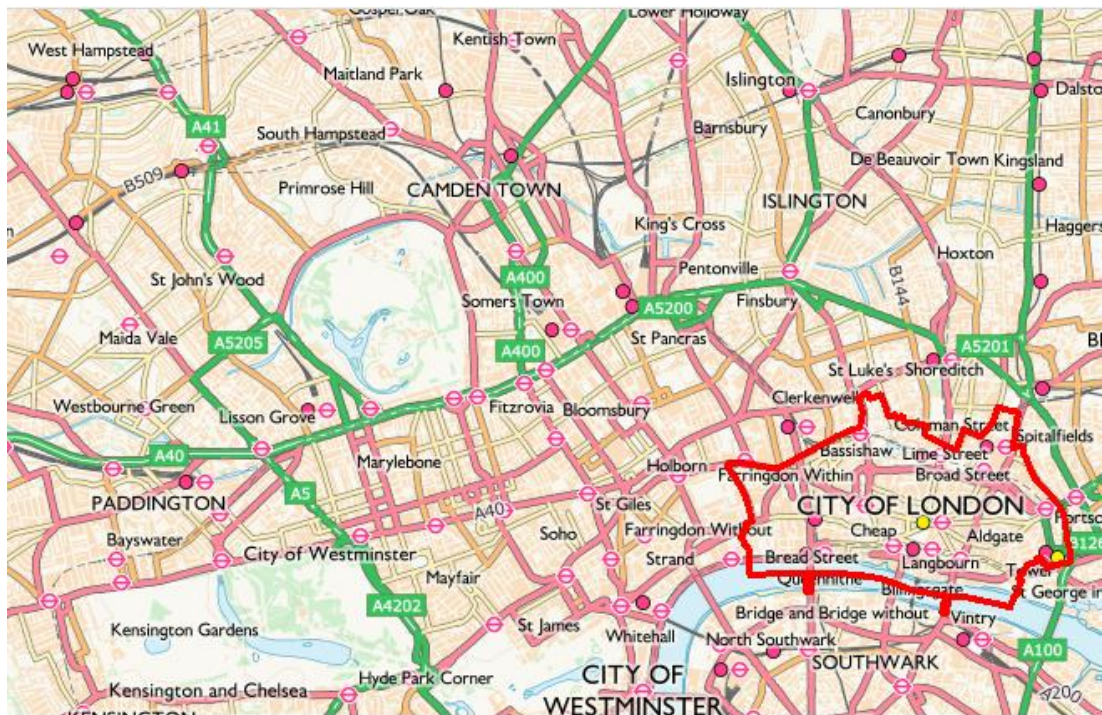 Gospel Oak
Lower Holloway
West Hampstead
Kentish Town
Maitland Park
Islington
Dalston
Canonbury
A41
South Hampstead
Barnsbury
B509
De Beauvoir Town
Kingsland
Primrose Hill
CAMDEN TOWN
ISLINGTON
King's Cross
Haggers
Hoxton
St John's Wood
A400
Pentonville
B144
Somers Town
A5200
Finsbury
Maida Vale
A5205
A400
St Pancras
A5201
St Luke's
Shoreditch
Westbourne Green
Lisson Grove
Fitzrovia
Bloomsbury
Clerkenwell
Coleman Street
Spitalfields
A40
Marylebone
Holborn
Bassishaw
Lime Street
Farringdon Within
Broad Street
PADDINGTON
A5
St Giles
A40
CITY OF LONDON
Portso
Bayswater
City of Westminster
Soho
Farringdon Without
Cheap
Aldgate
B126
Strand
Bread Street
Langbourn
Tower
Mayfair
A4202
Queenhithe
Billingsgate
St George in
Kensington Gardens
St James
Whitehall
Bridge and Bridge without
Vintry
North Southwark
A100
SOUTHWARK
Hyde Park Corner
CITY OF
WESTMINSTER
Kensington and Chelsea
A200
KENSINGTON